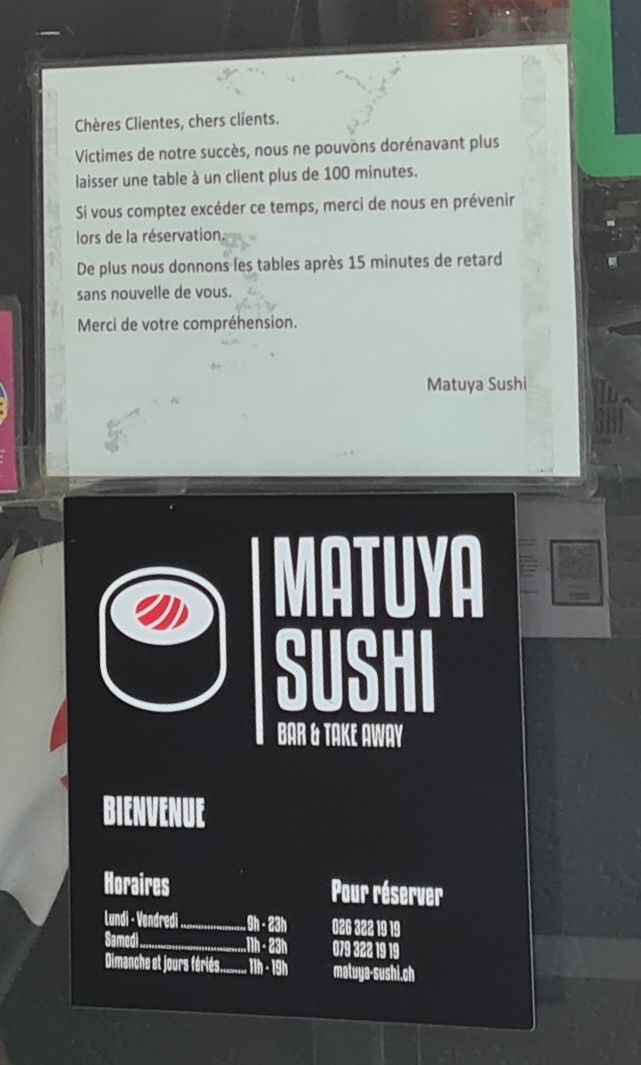 Chères Clientes, chers clients.
Victimes de notre succès, nous ne pouvons dorénavant plus
laisser une table à un client plus de 100 minutes.
Si vous comptez excéder ce temps, merci de nous en prévenir
lors de la réservation.
De plus nous donnons les tables après 15 minutes de retard
sans nouvelle de vous.
Merci de votre compréhension.
Matuya Sushi
MATUYA
SUSHI
BAR & TAKE AWAY
BIENVENUE
Horaires
Lundi - Vendredi ..................... 9h - 23h
Samedi ................................. 11h - 23h
Dimanche et jours fériés ......... 11h - 19h
Pour réserver
026 322 19 19
079 322 19 19
matuya-sushi.ch